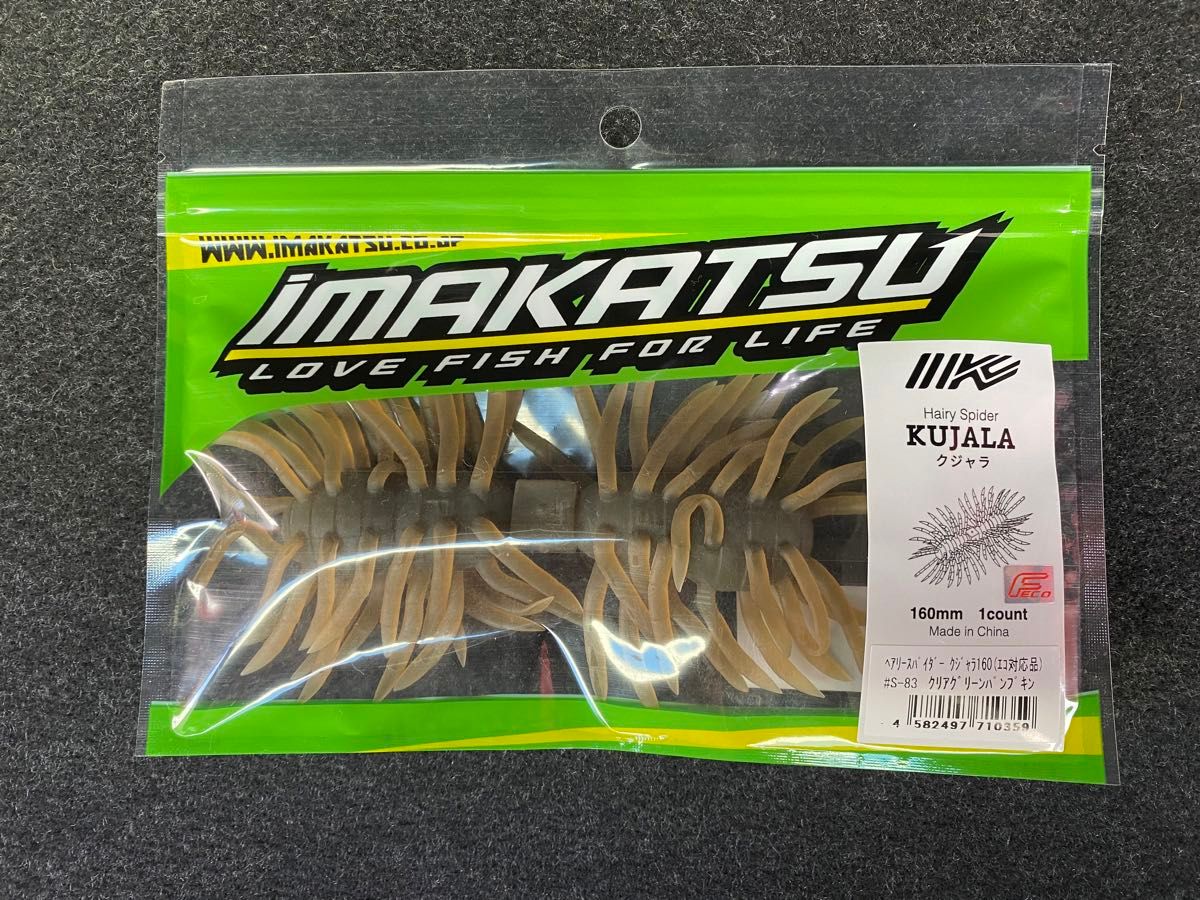 WWW.IMAKATSU.CO.JP
iMAKATSU
LOVE FISH FOR LIFE
Hairy Spider
KUJALA
クジャラ
FECO
160mm 1count
Made in China
ヘアリースパイダー クジャラ160(エコ対応品)
#S-83 クリアグリーンパンプキン
4 582497 710359